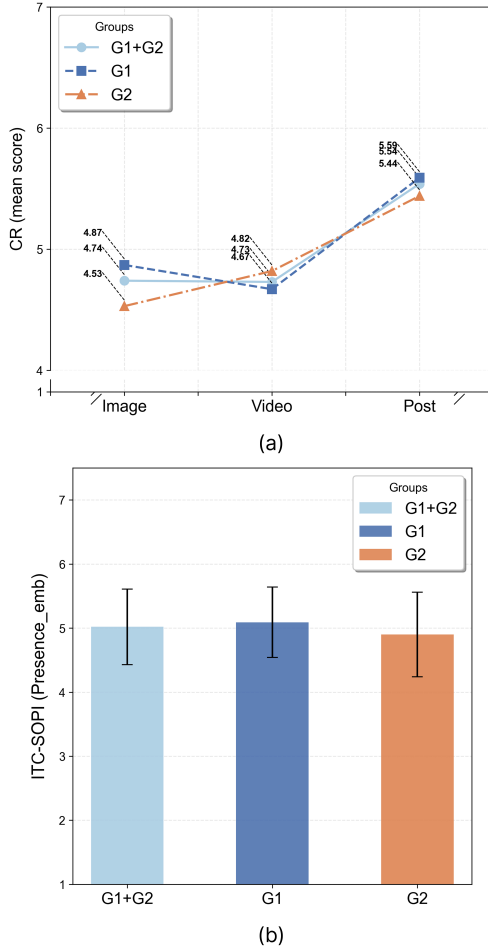 7
Groups
G1+G2
G1
G2
6
5.59
5.54
5.44
CR (mean score)
4.87
4.82
4.74
4.73
4.67
5
4.53
4
1
Image Video Post
(a)
Groups
G1+G2
G1
G2
7
6
5
4
3
2
1
ITC-SOPI (Presence_emb)
G1+G2 G1 G2
(b)